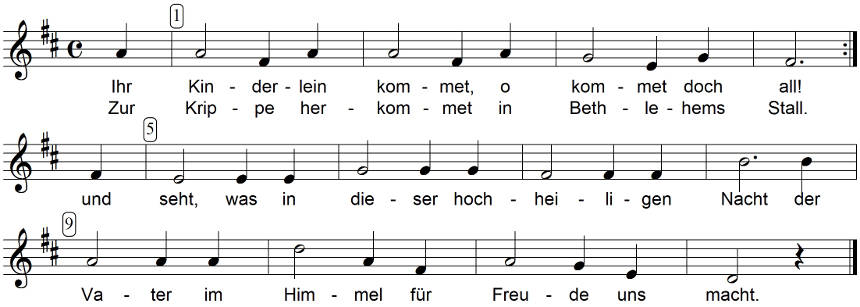 1
Ihr Kin - der - lein kom - met, o kom - met doch all!
Zur Krip - pe her - kom - met in Beth - le - hems Stall.
5
und seht, was in die - ser hoch - hei - li - gen Nacht der
9
Va - ter im Him - mel für Freu - de uns macht.